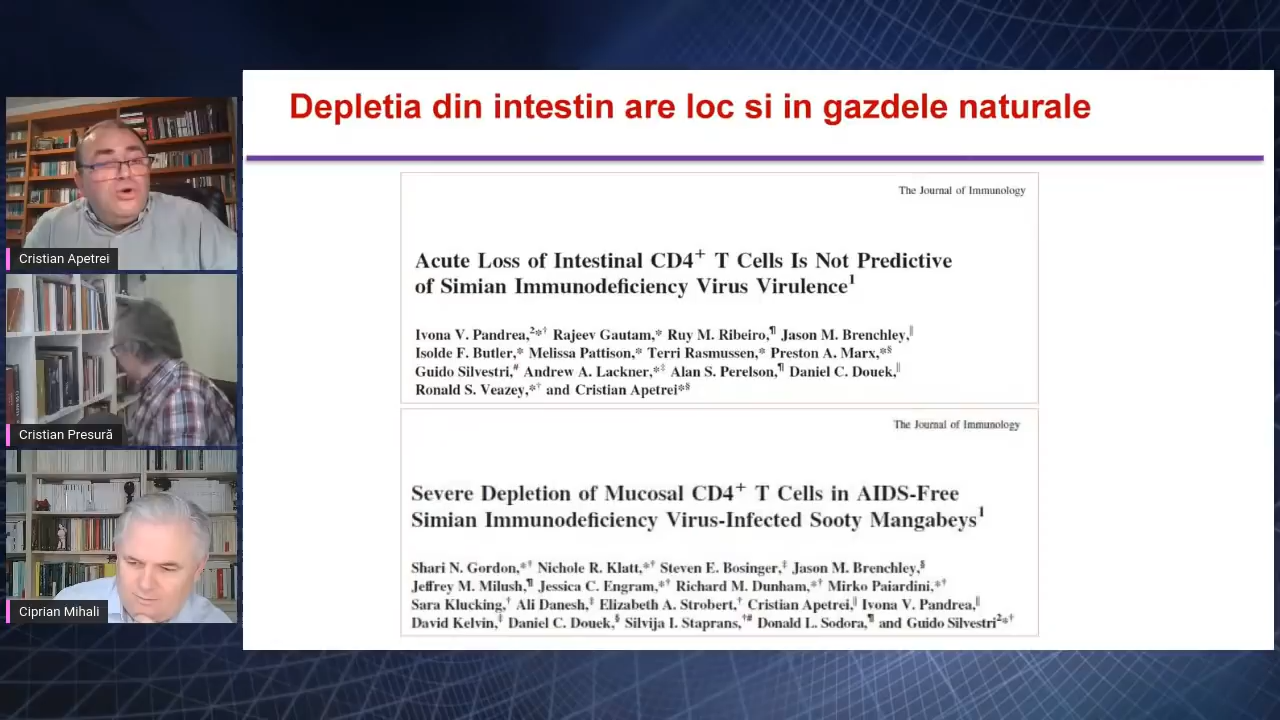 Depletia din intestin are loc si in gazdele naturale
The Journal of Immunology
Acute Loss of Intestinal CD4+ T Cells Is Not Predictive
of Simian Immunodeficiency Virus Virulence1
Ivona V. Pandrea,2*† Rajeev Gautam,* Ruy M. Ribeiro,¶ Jason M. Brenchley,‖
Isolde F. Butler,* Melissa Pattison,* Terri Rasmussen,* Preston A. Marx,*§
Guido Silvestri,# Andrew A. Lackner,*‡ Alan S. Perelson,¶ Daniel C. Douek,‖
Ronald S. Veazey,*† and Cristian Apetrei*§
The Journal of Immunology
Severe Depletion of Mucosal CD4+ T Cells in AIDS-Free
Simian Immunodeficiency Virus-Infected Sooty Mangabeys1
Shari N. Gordon,*† Nichole R. Klatt,*† Steven E. Bosinger,‡ Jason M. Brenchley,§
Jeffrey M. Milush,¶ Jessica C. Engram,*† Richard M. Dunham,*† Mirko Paiardini,*†
Sara Klucking,† Ali Danesh,‡ Elizabeth A. Strobert,† Cristian Apetrei,‖ Ivona V. Pandrea,‖
David Kelvin,‡ Daniel C. Douek,§ Silvija I. Staprans,†# Donald L. Sodora,¶ and Guido Silvestri2*†
Cristian Apetrei
Cristian Presură
Ciprian Mihali